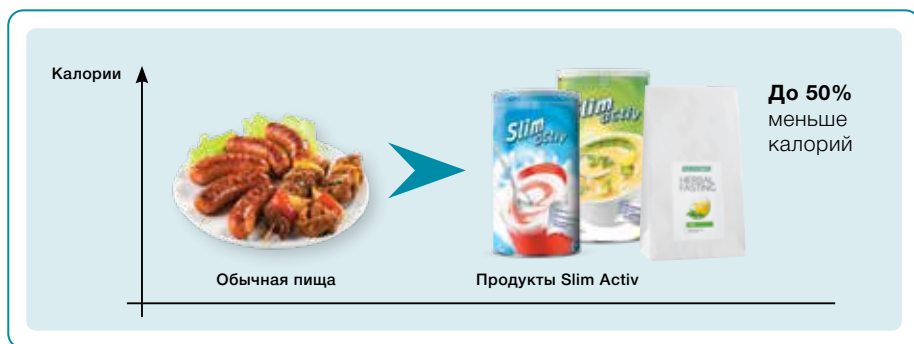 Калории
До 50%
меньше
калорий
Slim
activ
Slim
activ
HERBAL
FASTING
Обычная пища
Продукты Slim Activ